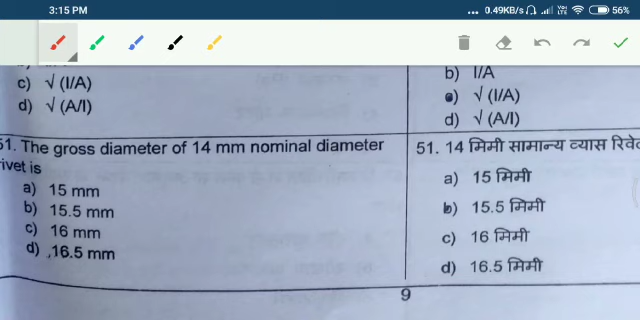 3:15 PM
... 0.49KB/s
56%
c) √ (I/A)
d) √ (A/I)
b) I/A
√ (I/A)
d) √ (A/I)
51. The gross diameter of 14 mm nominal diameter
rivet is
a) 15 mm
b) 15.5 mm
c) 16 mm
d) 16.5 mm
51. 14 मिमी सामान्य व्यास
a) 15 मिमी
b) 15.5 मिमी
c) 16 मिमी
d) 16.5 मिमी
9